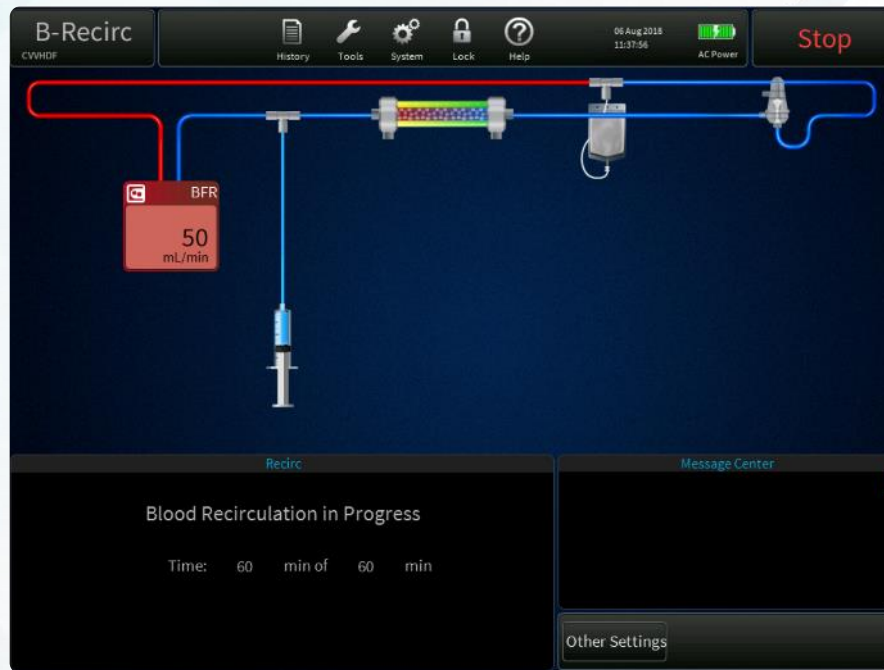 B-Recirc
CVVHDF
History
Tools
System
Lock
Help
06 Aug 2018
11:37:56
AC Power
Stop
BFR
50
mL/min
Recirc
Blood Recirculation in Progress
Time: 60 min of 60 min
Message Center
Other Settings